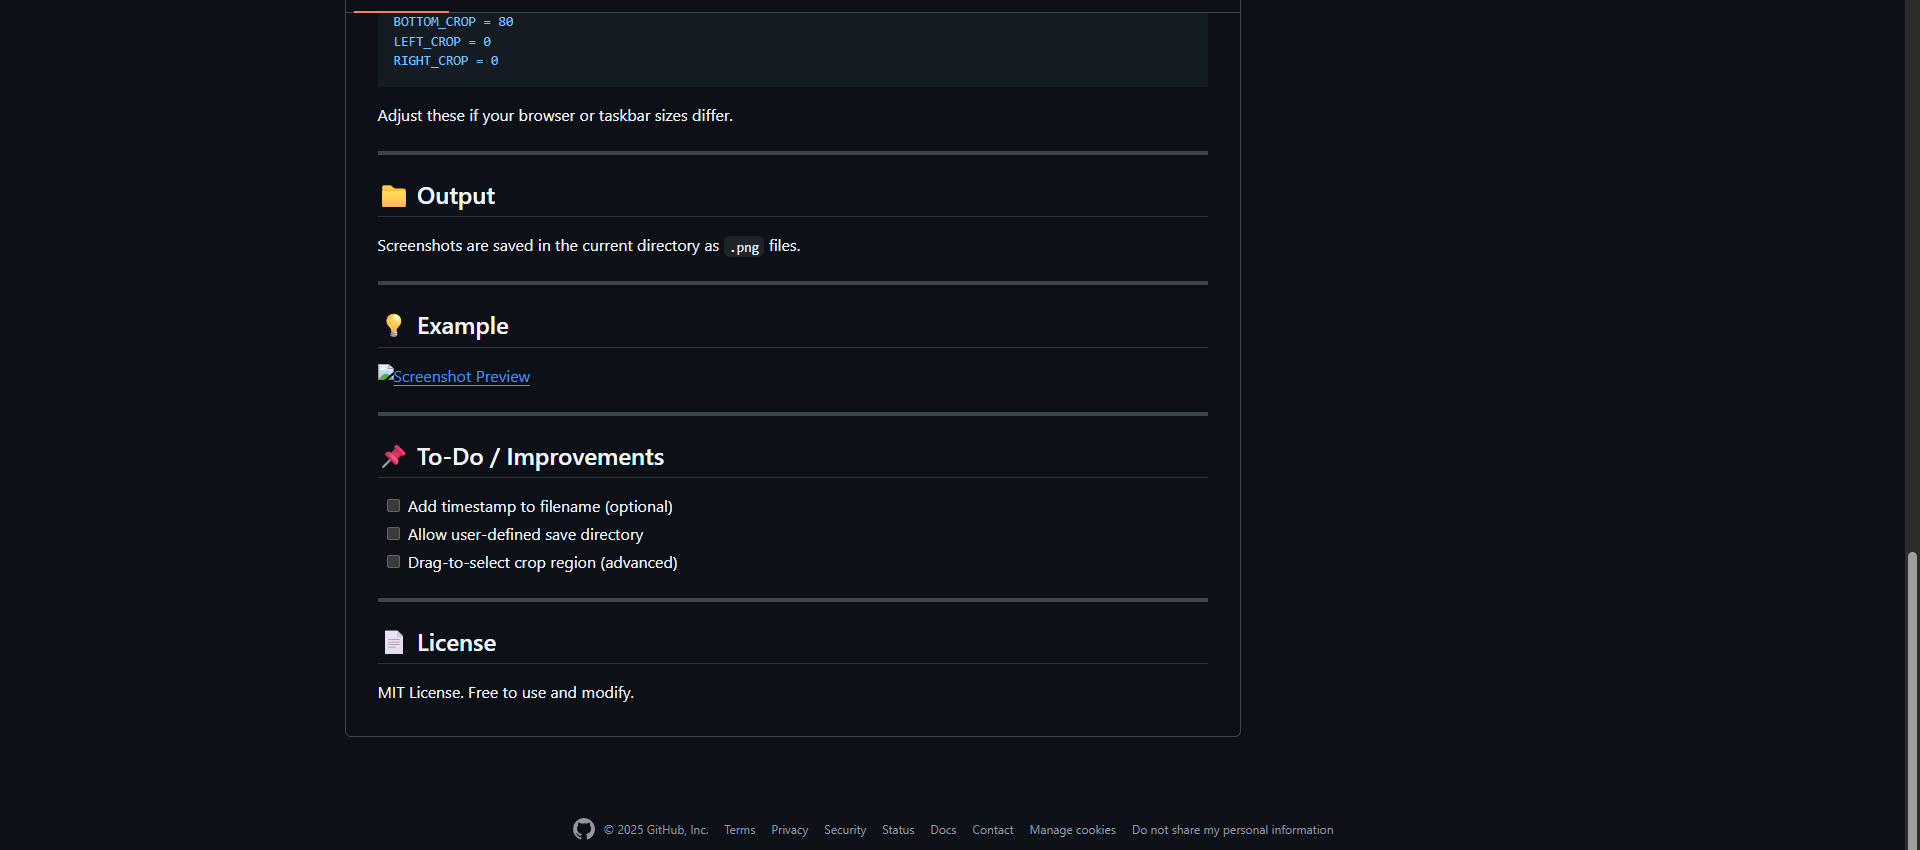 BOTTOM_CROP = 80
LEFT_CROP = 0
RIGHT_CROP = 0
Adjust these if your browser or taskbar sizes differ.
Output
Screenshots are saved in the current directory as .png files.
Example
Screenshot Preview
To-Do / Improvements
Add timestamp to filename (optional)
Allow user-defined save directory
Drag-to-select crop region (advanced)
License
MIT License. Free to use and modify.
© 2025 GitHub, Inc. Terms Privacy Security Status Docs Contact Manage cookies Do not share my personal information